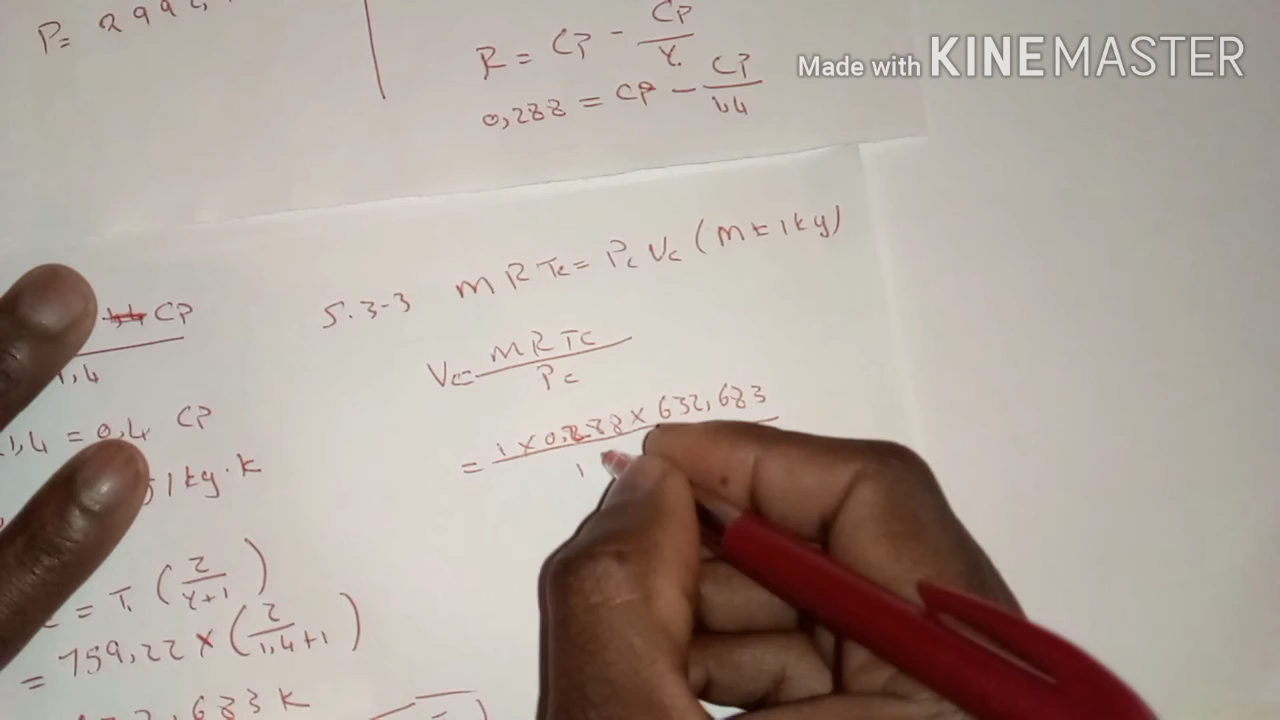 P= 299
R = CP - CP/γ
0,288 = CP - CP/1,4
Made with KINEMASTER
CP
1,4
1,4 = 0,4 CP
/kg.K
5.3-3 m R Tc = Pc Vc (m = 1kg)
Vc = mRTc/Pc
= 1 x 0,288 x 632,683
1
= T1 (2/γ+1)
= 759,22 x (2/1,4+1)
683 K